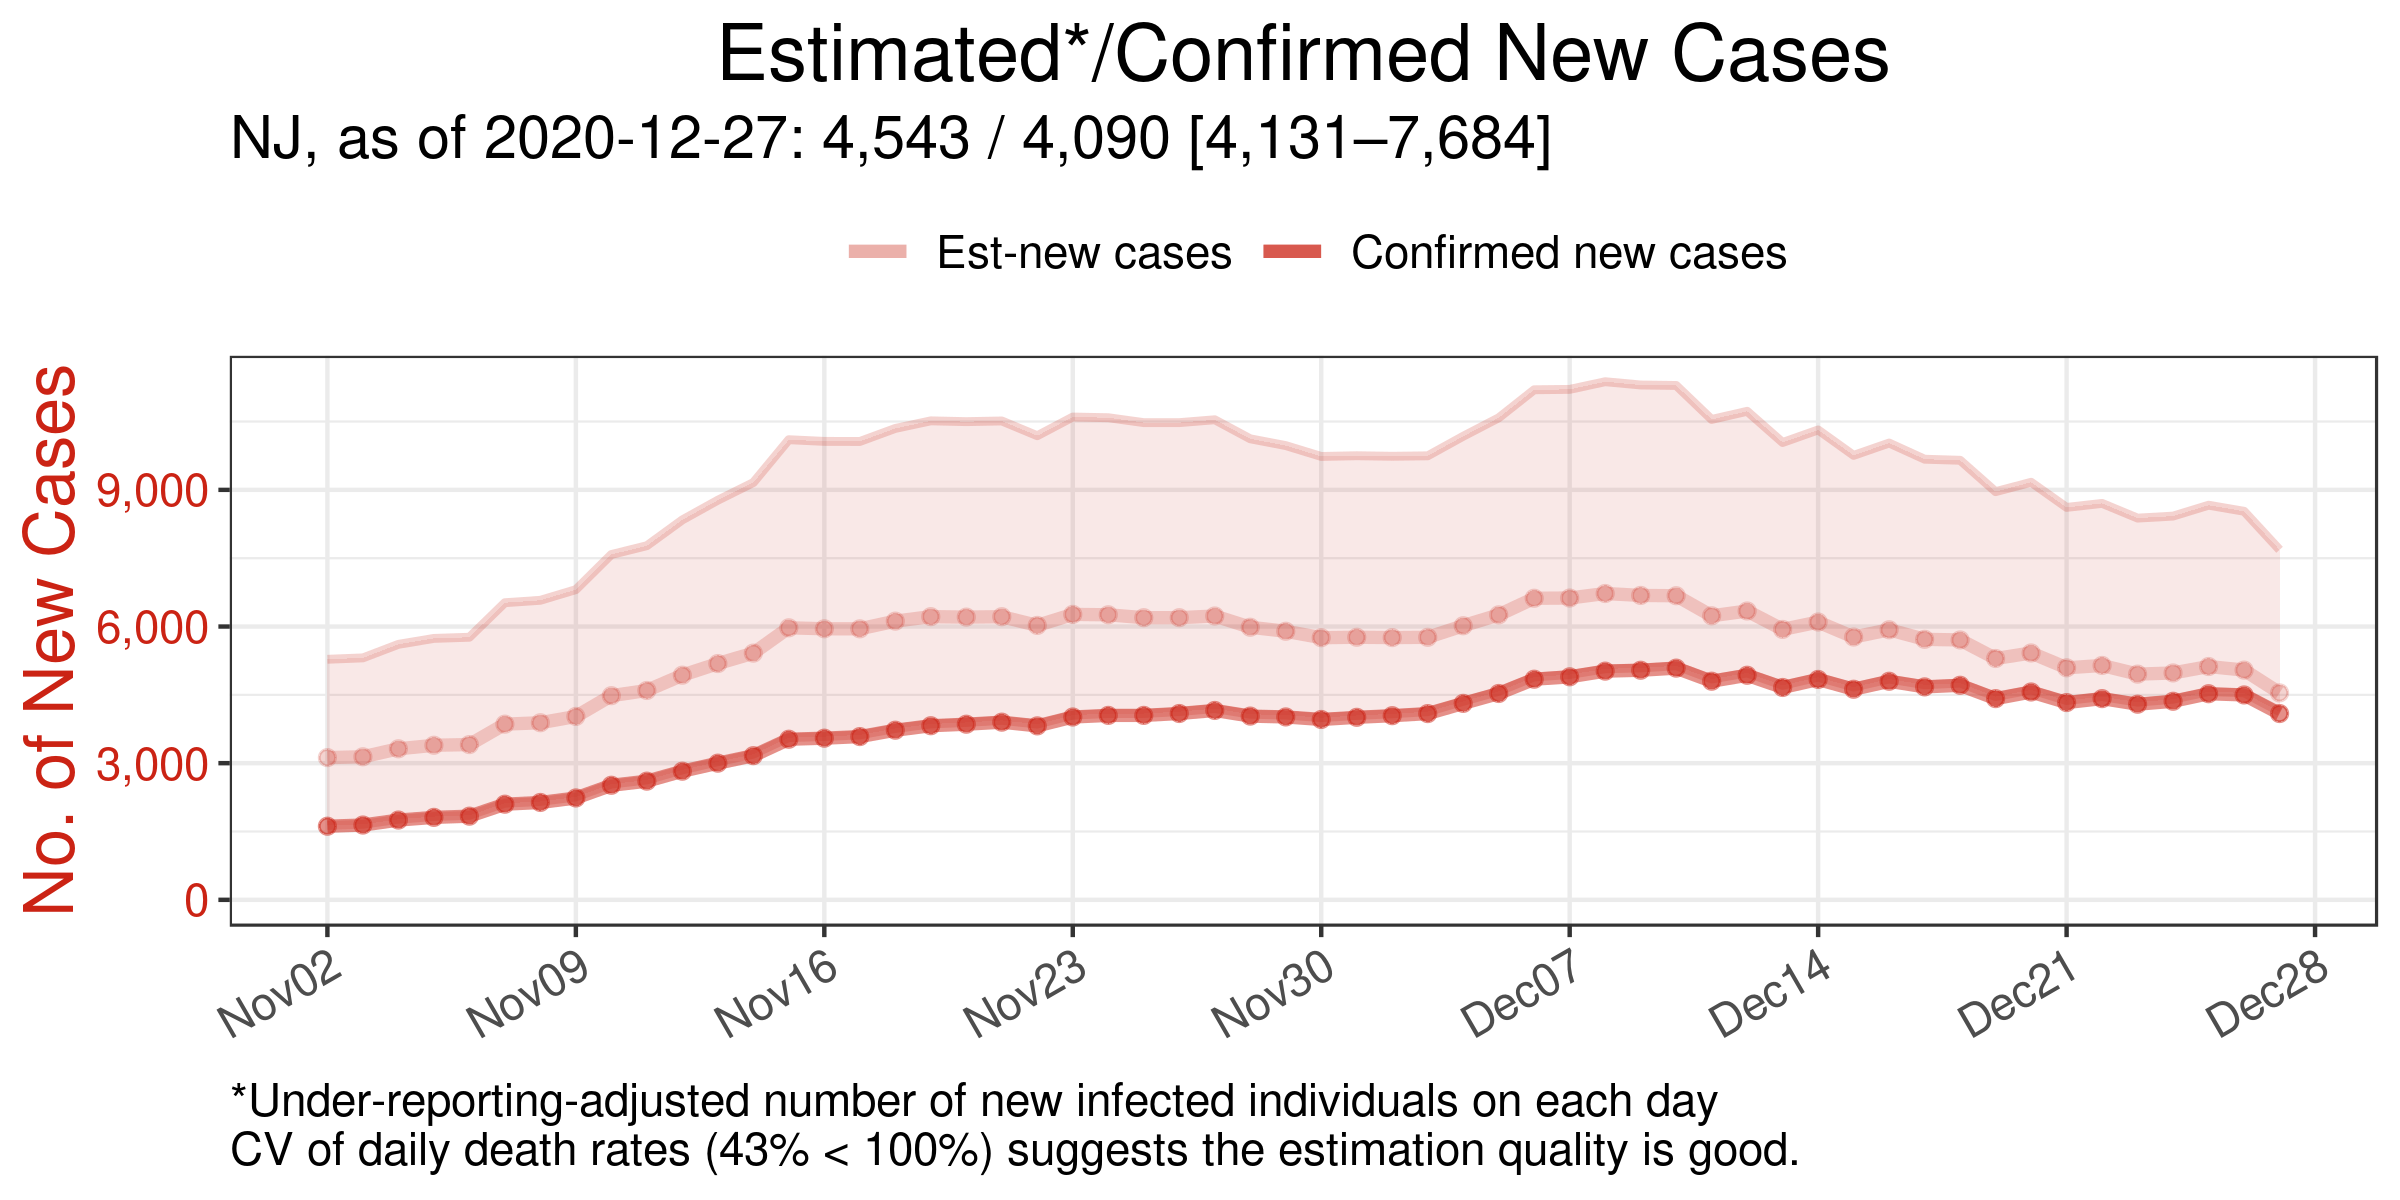 Estimated*/Confirmed New Cases
NJ, as of 2020-12-27: 4,543 / 4,090 [4,131–7,684]
Est-new cases Confirmed new cases
No. of New Cases
9,000
6,000
3,000
0
Nov02 Nov09 Nov16 Nov23 Nov30 Dec07 Dec14 Dec21 Dec28
*Under-reporting-adjusted number of new infected individuals on each day
CV of daily death rates (43% < 100%) suggests the estimation quality is good.